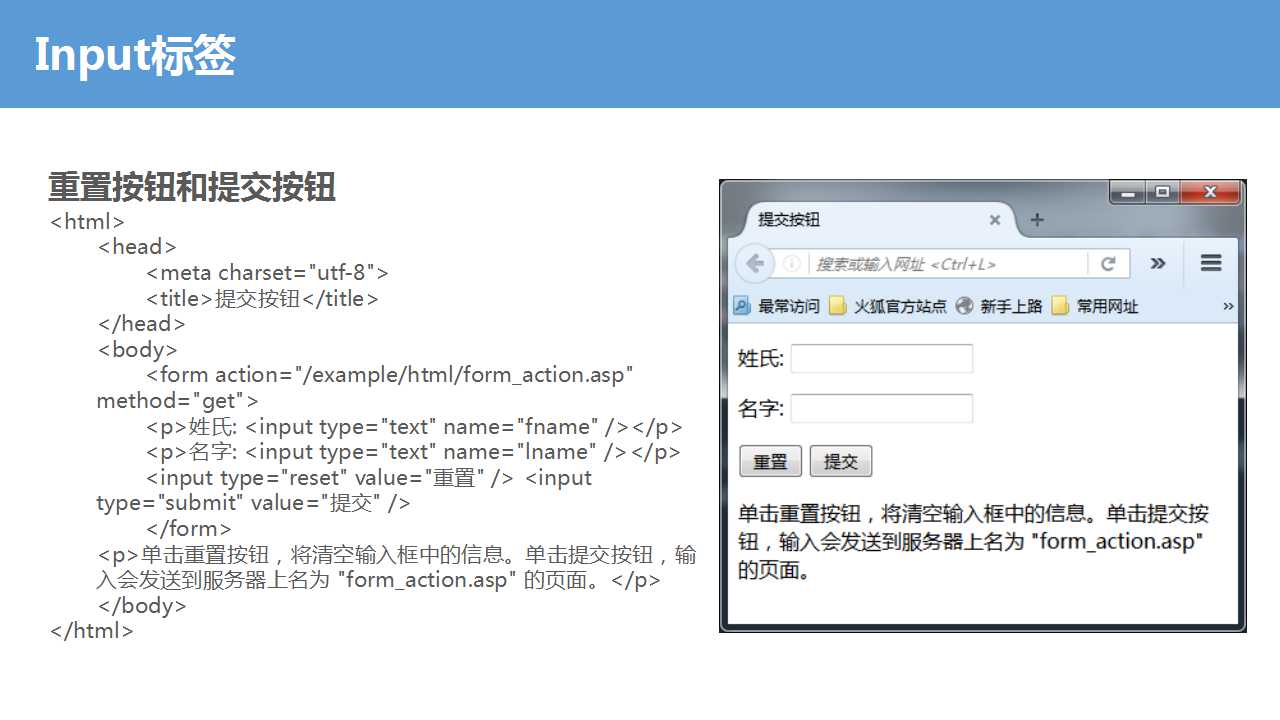 Input标签
重置按钮和提交按钮
<html>
<head>
<meta charset="utf-8">
<title>提交按钮</title>
</head>
<body>
<form action="/example/html/form_action.asp"
method="get">
<p>姓氏: <input type="text" name="fname" /></p>
<p>名字: <input type="text" name="lname" /></p>
<input type="reset" value="重置" /> <input
type="submit" value="提交" />
</form>
<p>单击重置按钮，将清空输入框中的信息。单击提交按钮，输
入会发送到服务器上名为 "form_action.asp" 的页面。</p>
</body>
</html>
提交按钮
搜索或输入网址 <Ctrl+L>
最常访问 火狐官方站点 新手上路 常用网址
姓氏:
名字:
重置 提交
单击重置按钮，将清空输入框中的信息。单击提交按
钮，输入会发送到服务器上名为 "form_action.asp"
的页面。